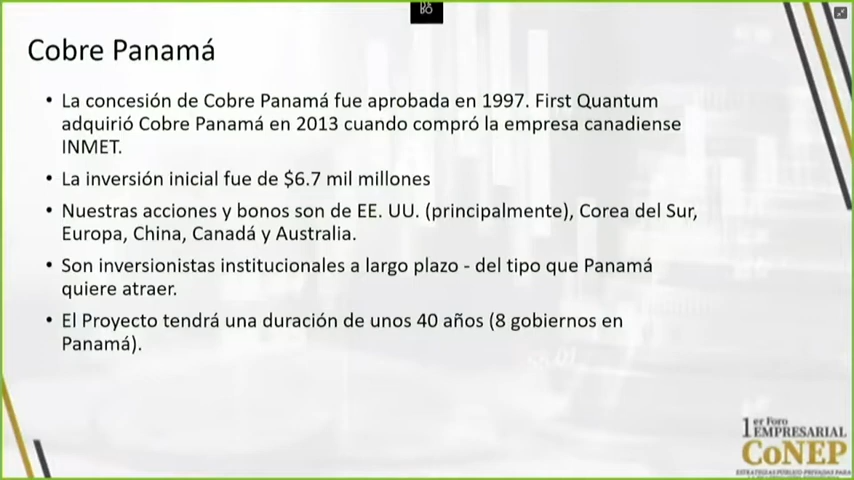 Cobre Panamá
• La concesión de Cobre Panamá fue aprobada en 1997. First Quantum
adquirió Cobre Panamá en 2013 cuando compró la empresa canadiense
INMET.
• La inversión inicial fue de $6.7 mil millones
• Nuestras acciones y bonos son de EE. UU. (principalmente), Corea del Sur,
Europa, China, Canadá y Australia.
• Son inversionistas institucionales a largo plazo - del tipo que Panamá
quiere atraer.
• El Proyecto tendrá una duración de unos 40 años (8 gobiernos en
Panamá).
1er Foro
EMPRESARIAL
CoNEP
ESTRATEGIAS PÚBLICO-PRIVADAS PARA